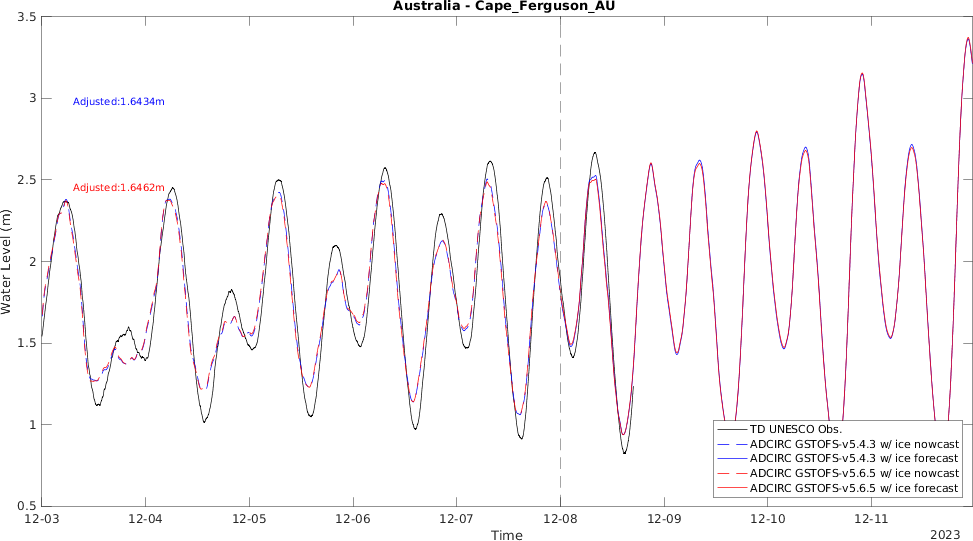 Australia - Cape_Ferguson_AU
3.5
3
2.5
2
1.5
1
0.5
Water Level (m)
Adjusted:1.6434m
Adjusted:1.6462m
TD UNESCO Obs.
ADCIRC GSTOFS-v5.4.3 w/ ice nowcast
ADCIRC GSTOFS-v5.4.3 w/ ice forecast
ADCIRC GSTOFS-v5.6.5 w/ ice nowcast
ADCIRC GSTOFS-v5.6.5 w/ ice forecast
12-03 12-04 12-05 12-06 12-07 12-08 12-09 12-10 12-11
Time
2023